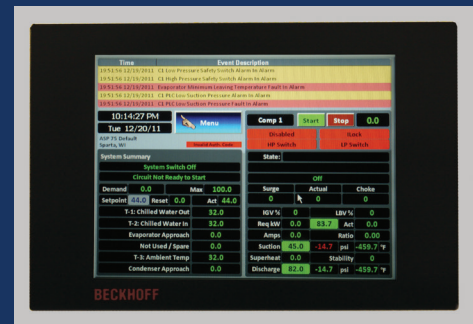 Time Event Description
19:51:56 12/19/2011 C1 Low Pressure Safety Switch Alarm In Alarm
19:51:56 12/19/2011 C1 High Pressure Safety Switch Alarm In Alarm
19:51:56 12/19/2011 Evaporator Minimum Leaving Temperature Fault In Alarm
19:51:56 12/19/2011 C1 PLC Low Suction Pressure Alarm In Alarm
19:51:56 12/19/2011 C1 PLC Low Suction Pressure Fault In Alarm
10:14:27 PM
Tue 12/20/11
Menu
Comp 1 Start Stop 0.0
ASP 75 Default
Sparta, WI
Invalid Auth. Code
Disabled iLock
HP Switch LP Switch
System Summary
State:
System Switch Off
Circuit Not Ready to Start
Off
Demand 0.0 Max 100.0
Surge Actual Choke
Setpoint 44.0 Reset 0.0 Act 44.0
0 0 0
T-1: Chilled Water Out 32.0
IGV % 0 LBV % 0
T-2: Chilled Water In 32.0
Req kW 0.0 83.7 Act 0.0
Evaporator Approach 0.0
Amps 0.0 Ratio 0.00
Not Used / Spare 0.0
Suction 45.0 -14.7 psi -459.7 °F
T-3: Ambient Temp 32.0
Superheat 0.0 Stability 0
Condenser Approach 0.0
Discharge 82.0 -14.7 psi -459.7 °F
BECKHOFF